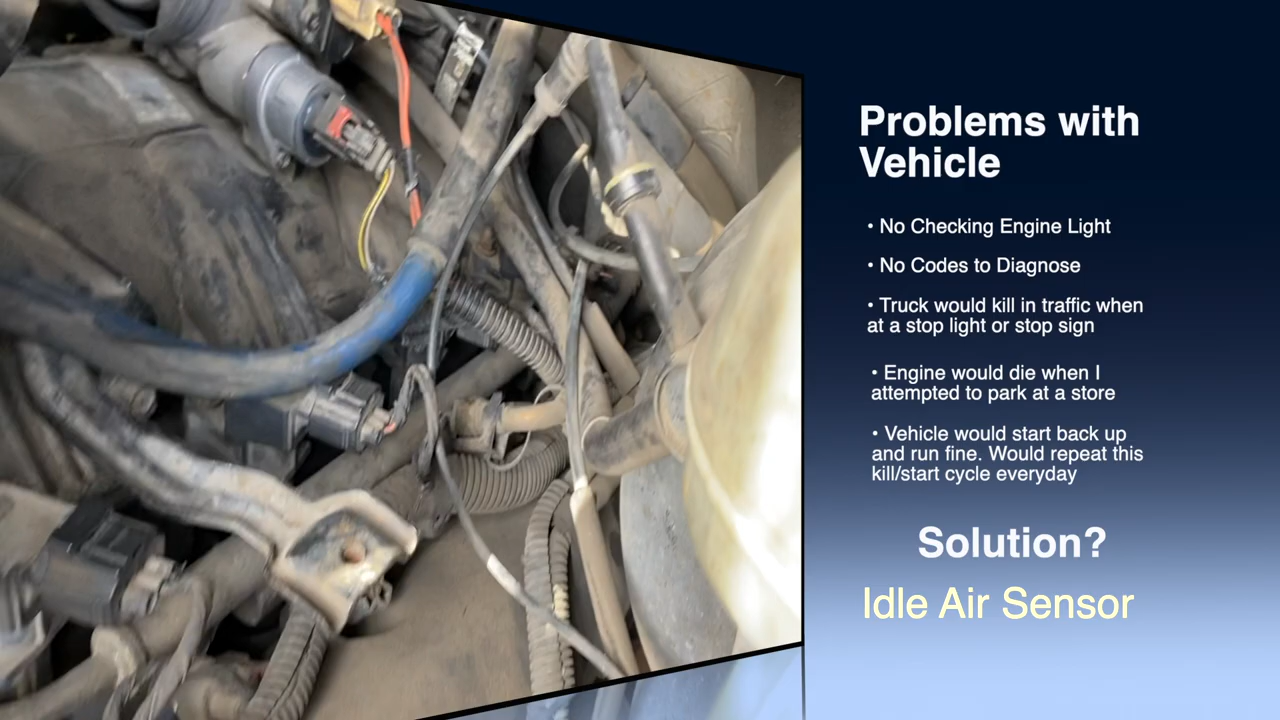 Problems with
Vehicle
• No Checking Engine Light
• No Codes to Diagnose
• Truck would kill in traffic when
at a stop light or stop sign
• Engine would die when I
attempted to park at a store
• Vehicle would start back up
and run fine. Would repeat this
kill/start cycle everyday
Solution?
Idle Air Sensor